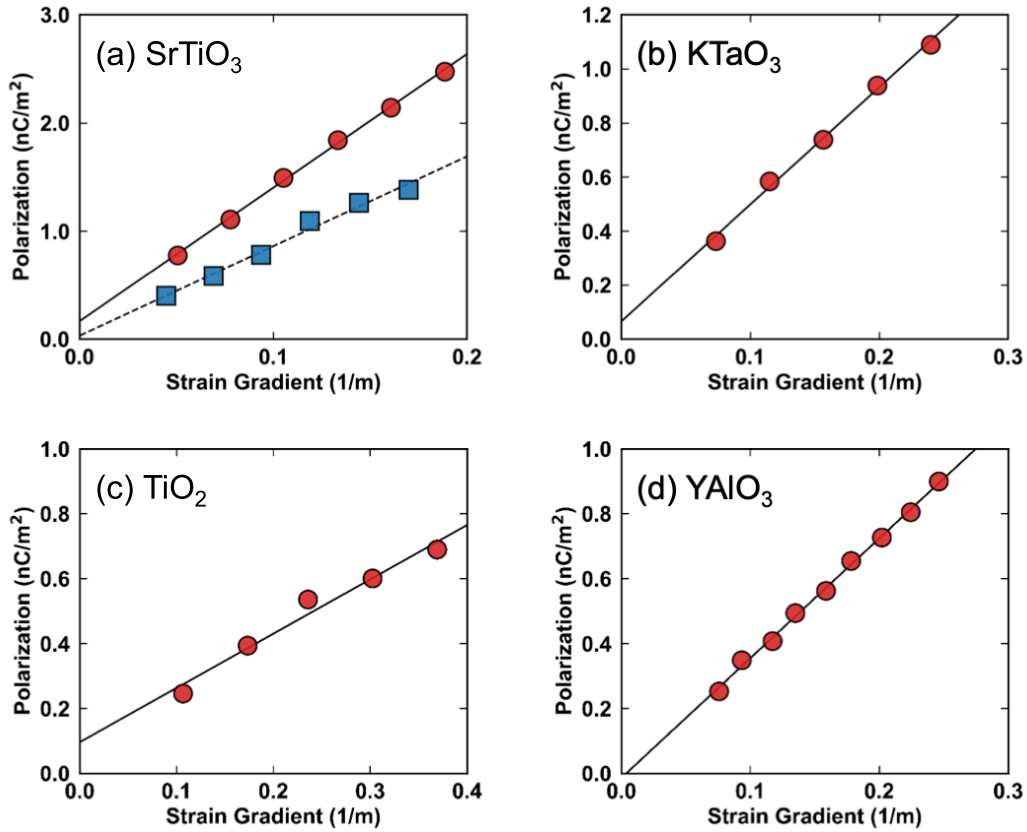 (a) SrTiO₃
3.0
2.0
1.0
0.0
Polarization (nC/m²)
0.0 0.1 0.2
Strain Gradient (1/m)
(b) KTaO₃
1.2
1.0
0.8
0.6
0.4
0.2
0.0
Polarization (nC/m²)
0.0 0.1 0.2 0.3
Strain Gradient (1/m)
(c) TiO₂
1.0
0.8
0.6
0.4
0.2
0.0
Polarization (nC/m²)
0.0 0.1 0.2 0.3 0.4
Strain Gradient (1/m)
(d) YAlO₃
1.0
0.8
0.6
0.4
0.2
0.0
Polarization (nC/m²)
0.0 0.1 0.2 0.3
Strain Gradient (1/m)